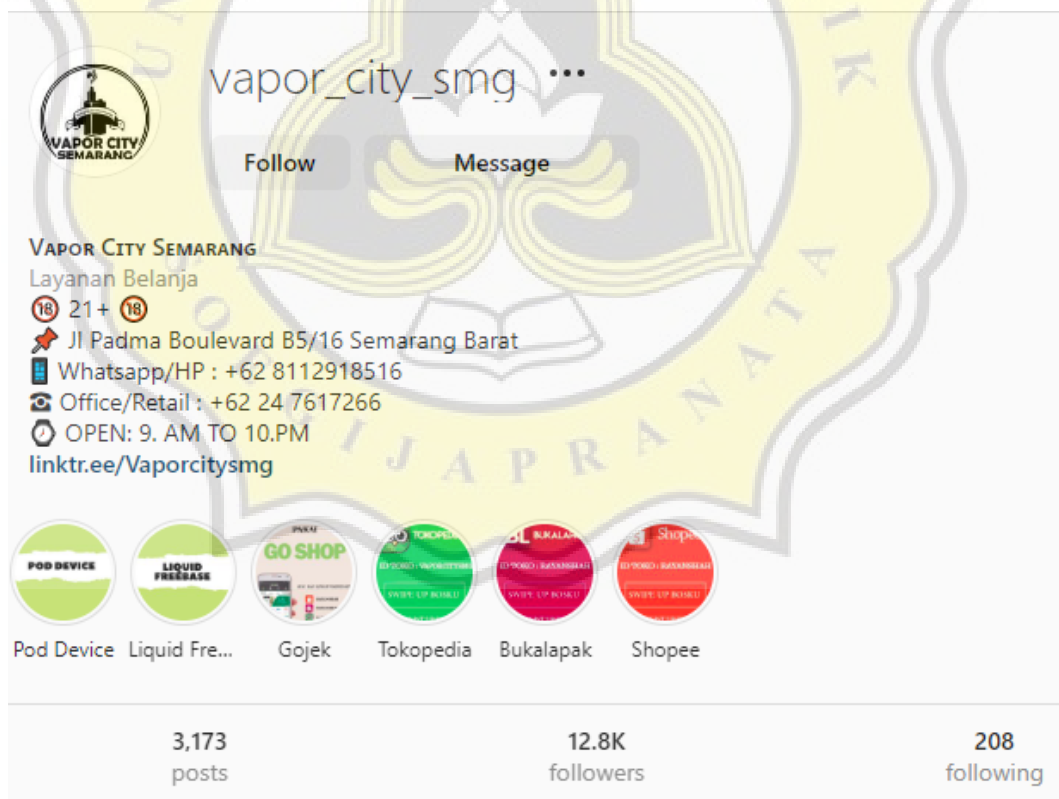 vapor_city_smg
VAPOR CITY
SEMARANG
Follow Message
VAPOR CITY SEMARANG
Layanan Belanja
18 21+ 18
Jl Padma Boulevard B5/16 Semarang Barat
Whatsapp/HP : +62 8112918516
Office/Retail : +62 24 7617266
OPEN: 9. AM TO 10.PM
linktr.ee/Vaporcitysmg
POD DEVICE
LIQUID
FREEBASE
GO SHOP
SWIPE UP BOSKU
SWIPE UP BOSKU
SWIPE UP BOSKU
Pod Device Liquid Fre... Gojek Tokopedia Bukalapak Shopee
3,173 12.8K 208
posts followers following
SOEGIJAPRANATA